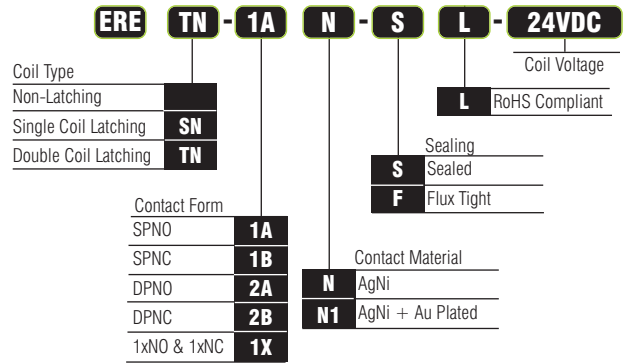 ERE TN - 1A N - S L - 24VDC
Coil Voltage
L RoHS Compliant
Sealing
S Sealed
F Flux Tight
Contact Material
N AgNi
N1 AgNi + Au Plated
Contact Form
SPNO 1A
SPNC 1B
DPNO 2A
DPNC 2B
1xNO & 1xNC 1X
Coil Type
Non-Latching
Single Coil Latching SN
Double Coil Latching TN